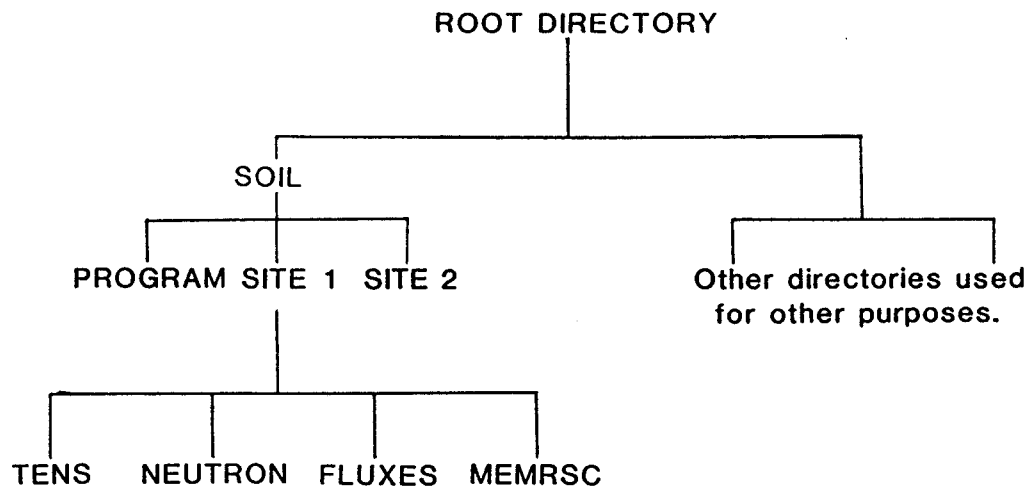 ROOT DIRECTORY
SOIL
PROGRAM SITE 1 SITE 2
Other directories used
for other purposes.
TENS NEUTRON FLUXES MEMRSC